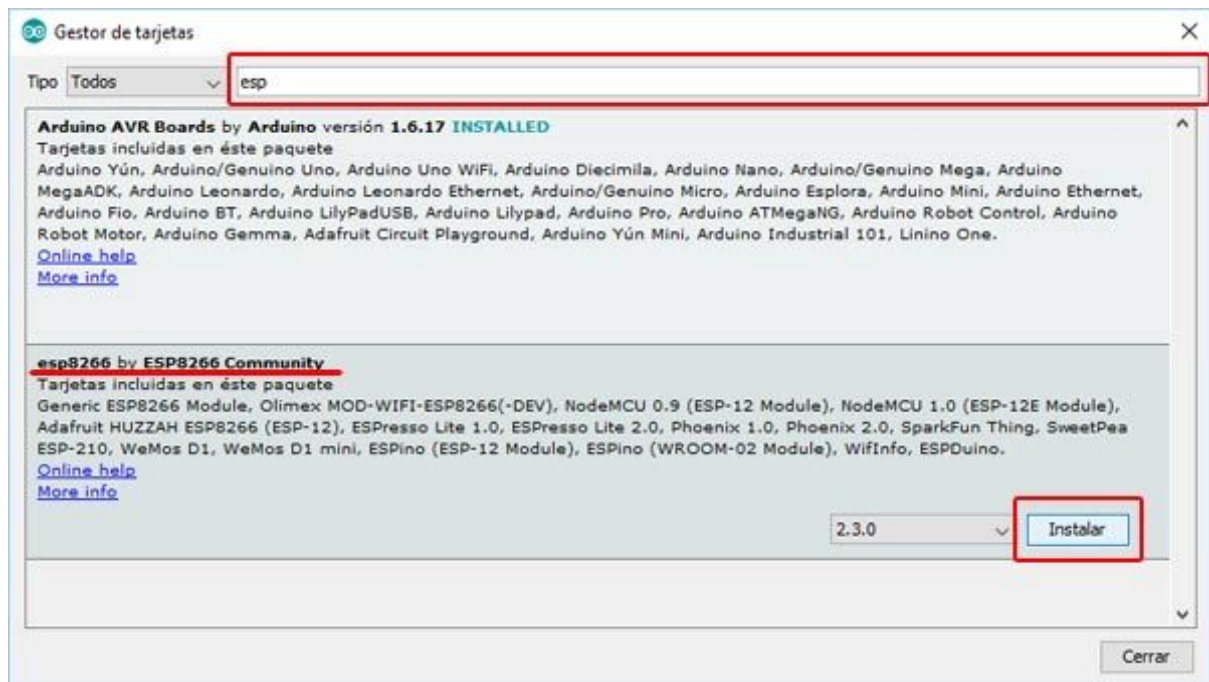 Gestor de tarjetas
Tipo Todos esp
Arduino AVR Boards by Arduino versión 1.6.17 INSTALLED
Tarjetas incluidas en éste paquete
Arduino Yún, Arduino/Genuino Uno, Arduino Uno WiFi, Arduino Diecimila, Arduino Nano, Arduino/Genuino Mega, Arduino
MegaADK, Arduino Leonardo, Arduino Leonardo Ethernet, Arduino/Genuino Micro, Arduino Esplora, Arduino Mini, Arduino Ethernet,
Arduino Fio, Arduino BT, Arduino LilyPadUSB, Arduino Lilypad, Arduino Pro, Arduino ATMegaNG, Arduino Robot Control, Arduino
Robot Motor, Arduino Gemma, Adafruit Circuit Playground, Arduino Yún Mini, Arduino Industrial 101, Linino One.
Online help
More info
esp8266 by ESP8266 Community
Tarjetas incluidas en éste paquete
Generic ESP8266 Module, Olimex MOD-WIFI-ESP8266(-DEV), NodeMCU 0.9 (ESP-12 Module), NodeMCU 1.0 (ESP-12E Module),
Adafruit HUZZAH ESP8266 (ESP-12), ESPresso Lite 1.0, ESPresso Lite 2.0, Phoenix 1.0, Phoenix 2.0, SparkFun Thing, SweetPea
ESP-210, WeMos D1, WeMos D1 mini, ESPino (ESP-12 Module), ESPino (WROOM-02 Module), WifInfo, ESPDuino.
Online help
More info
2.3.0 Instalar
Cerrar